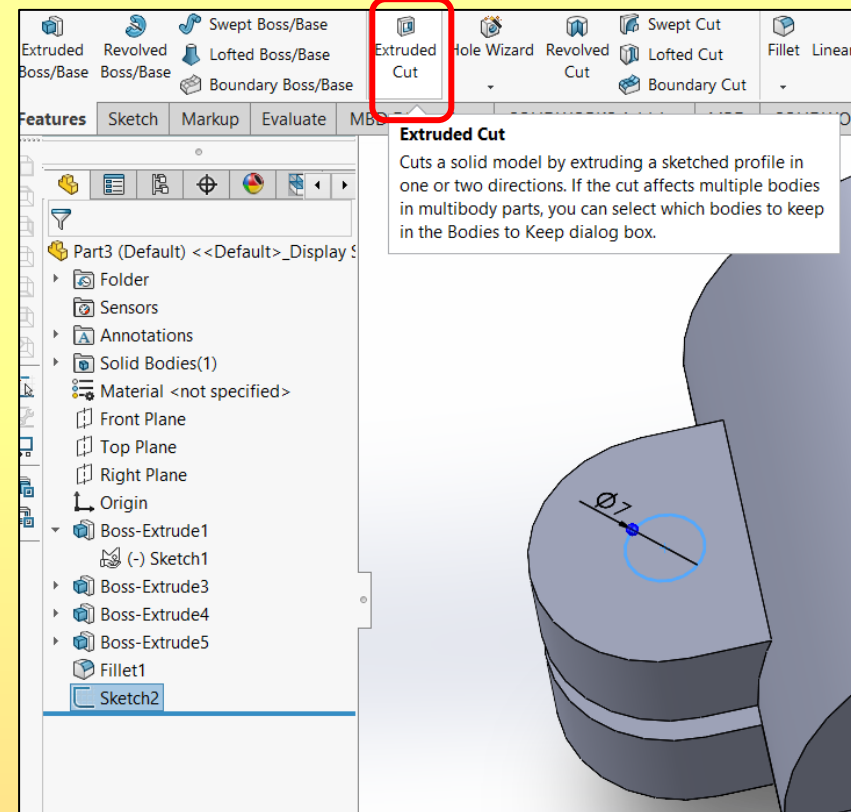 Extruded Boss/Base
Revolved Boss/Base
Swept Boss/Base
Lofted Boss/Base
Boundary Boss/Base
Extruded Cut
Hole Wizard
Revolved Cut
Swept Cut
Lofted Cut
Boundary Cut
Fillet
Features
Sketch
Markup
Evaluate
Extruded Cut
Cuts a solid model by extruding a sketched profile in
one or two directions. If the cut affects multiple bodies
in multibody parts, you can select which bodies to keep
in the Bodies to Keep dialog box.
Part3 (Default) <<Default>_Display
Folder
Sensors
Annotations
Solid Bodies(1)
Material <not specified>
Front Plane
Top Plane
Right Plane
Origin
Boss-Extrude1
(-) Sketch1
Boss-Extrude3
Boss-Extrude4
Boss-Extrude5
Fillet1
Sketch2
Ø7